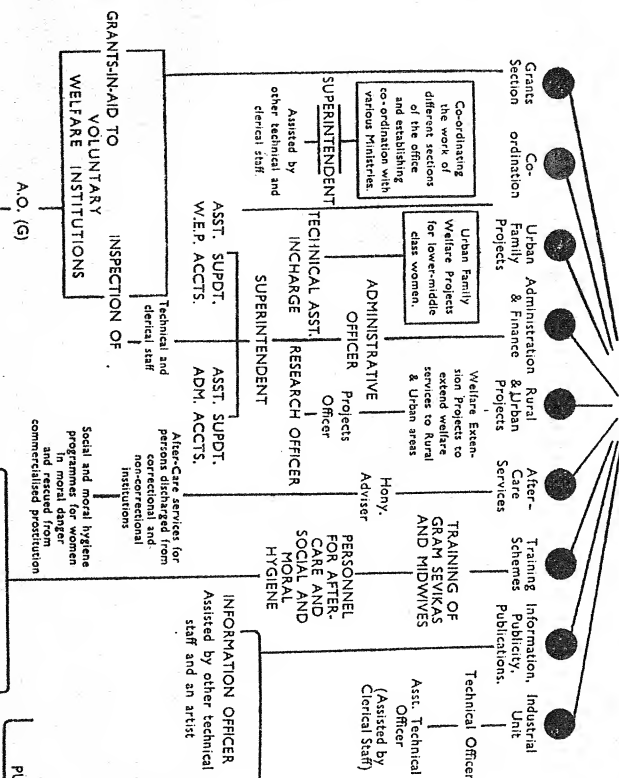 Grants
Section
Co-
ordination
Urban
Family
Projects
Administration
& Finance
Rural
& Urban
Projects
After-
Care
Services
Training
Schemes
Information,
Publicity,
Publications.
Industrial
Unit
Co-ordinating
the work of
different sections
of the office
and establishing
co-ordination with
various Ministries.
SUPERINTENDENT
Assisted by
other technical and
clerical staff.
Urban Family
Welfare Projects
for lower-middle
class women.
TECHNICAL ASST.
INCHARGE
ADMINISTRATIVE
OFFICER
SUPERINTENDENT
ASST. SUPDT.
W.E.P. ACCTS.
ASST. SUPDT.
ADM. ACCTS.
Technical and
clerical staff
Welfare Exten-
sion Projects to
extend welfare
services to Rural
& Urban areas
Projects
Officer
RESEARCH OFFICER
Hony.
Adviser
After-Care services for
persons discharged from
correctional and
non-correctional
institutions
Social and moral hygiene
programmes for women
in moral danger
and rescued from
commercialised prostitution
TRAINING OF
GRAM SEVIKAS
AND MIDWIVES
PERSONNEL
FOR AFTER-
CARE AND
SOCIAL AND
MORAL
HYGIENE
INFORMATION OFFICER
Assisted by other technical
staff and an artist
Technical Officer
Asst. Technical
Officer
(Assisted by
Clerical Staff)
GRANTS-IN-AID TO
VOLUNTARY
WELFARE INSTITUTIONS
INSPECTION OF
A.O. (G)
PU